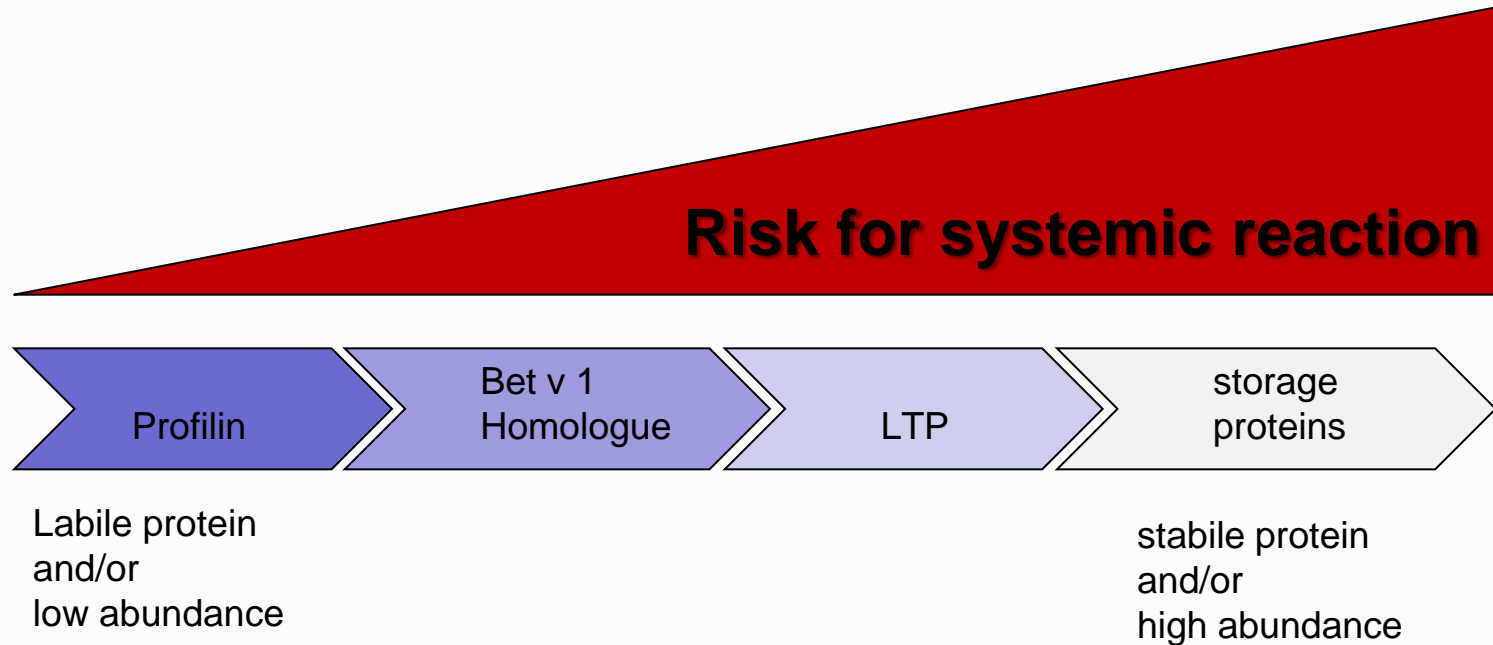 Risk for systemic reaction
Profilin
Bet v 1
Homologue
LTP
storage
proteins
Labile protein
and/or
low abundance
stabile protein
and/or
high abundance